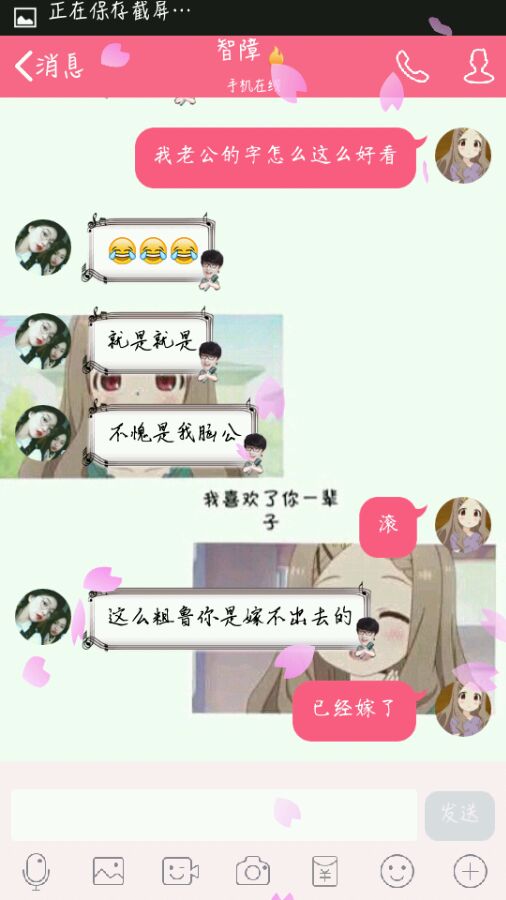 正在保存截屏…
消息
智障
手机在线
我老公的字怎么这么好看
就是就是
不愧是我脑公
我喜欢了你一辈
子
滚
这么粗鲁你是嫁不出去的
已经嫁了
发送